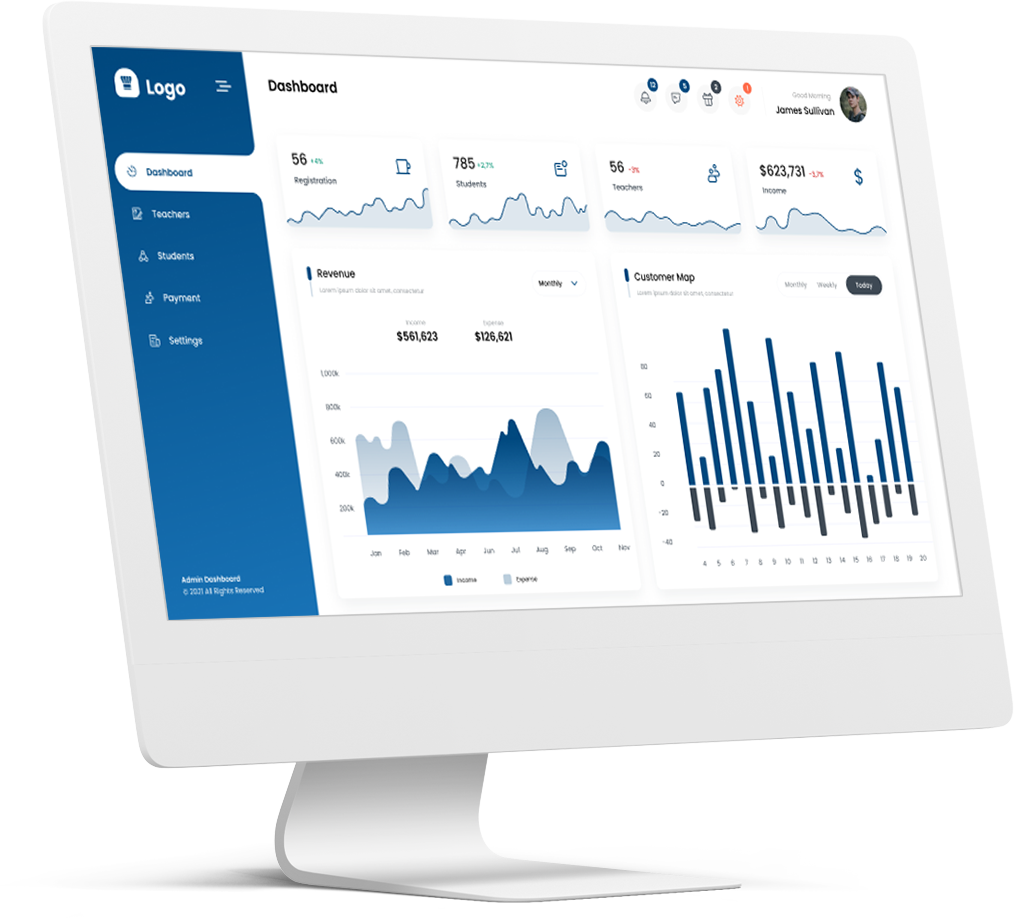 Logo
Dashboard
12
5
2
1
Good Morning
James Sullivan
Dashboard
Teachers
Students
Payment
Settings
Admin Dashboard
© 2021 All Rights Reserved
56 +4%
Registration
785 +2,7%
Students
56 -3%
Teachers
$623,731 -3,7%
Income
$
Revenue
Lorem ipsum dolor sit amet, consectetur
Monthly
Income
$561,623
Expense
$126,621
1,000k
800k
600k
400k
200k
Jan Feb Mar Apr Jun Jul Aug Sep Oct Nov
Income Expense
Customer Map
Lorem ipsum dolor sit amet, consectetur
Monthly Weekly Today
60
50
40
20
0
-20
-40
4 5 6 7 8 9 10 11 12 13 14 15 16 17 18 19 20